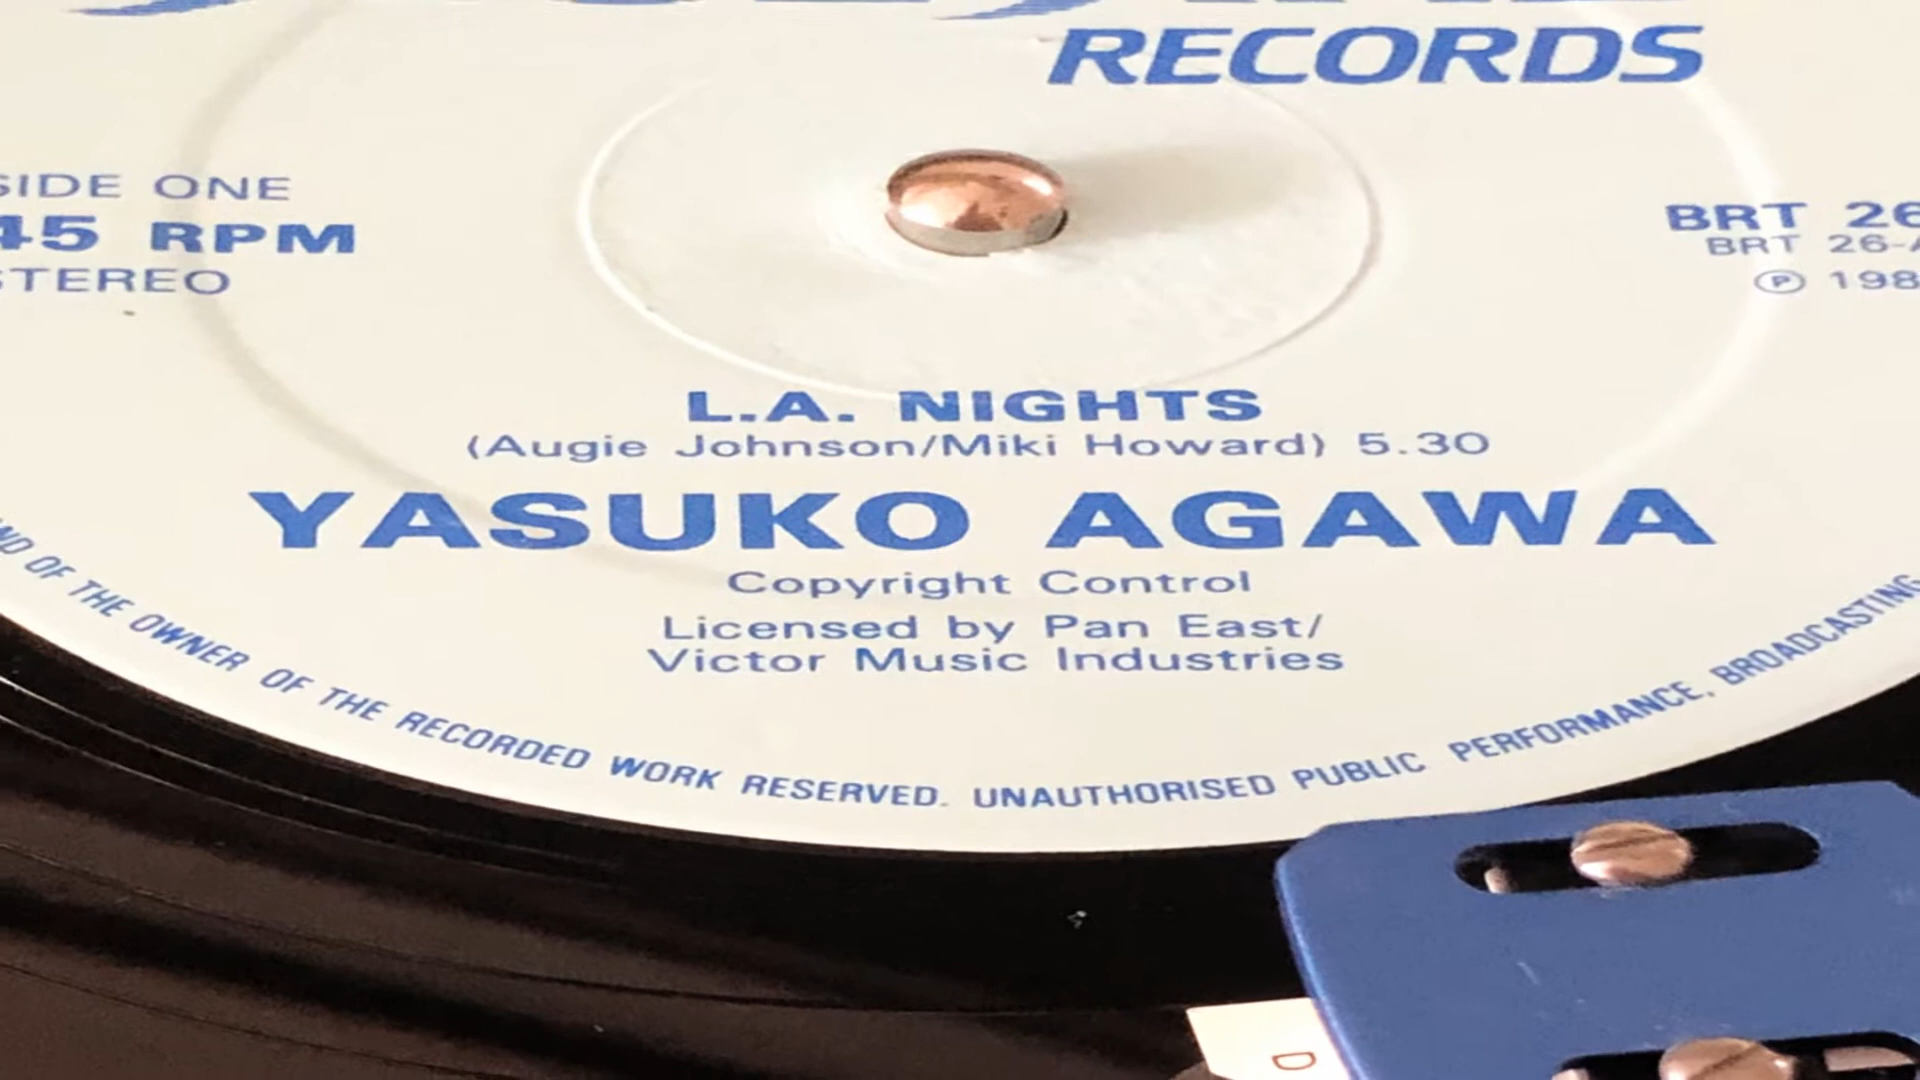 RECORDS
SIDE ONE
45 RPM
STEREO
BRT 26
BRT 26-A
Ⓟ 198
L.A. NIGHTS
(Augie Johnson/Miki Howard) 5.30
YASUKO AGAWA
Copyright Control
Licensed by Pan East/
Victor Music Industries
OF THE OWNER OF THE RECORDED WORK RESERVED. UNAUTHORISED PUBLIC PERFORMANCE, BROADCASTING
D